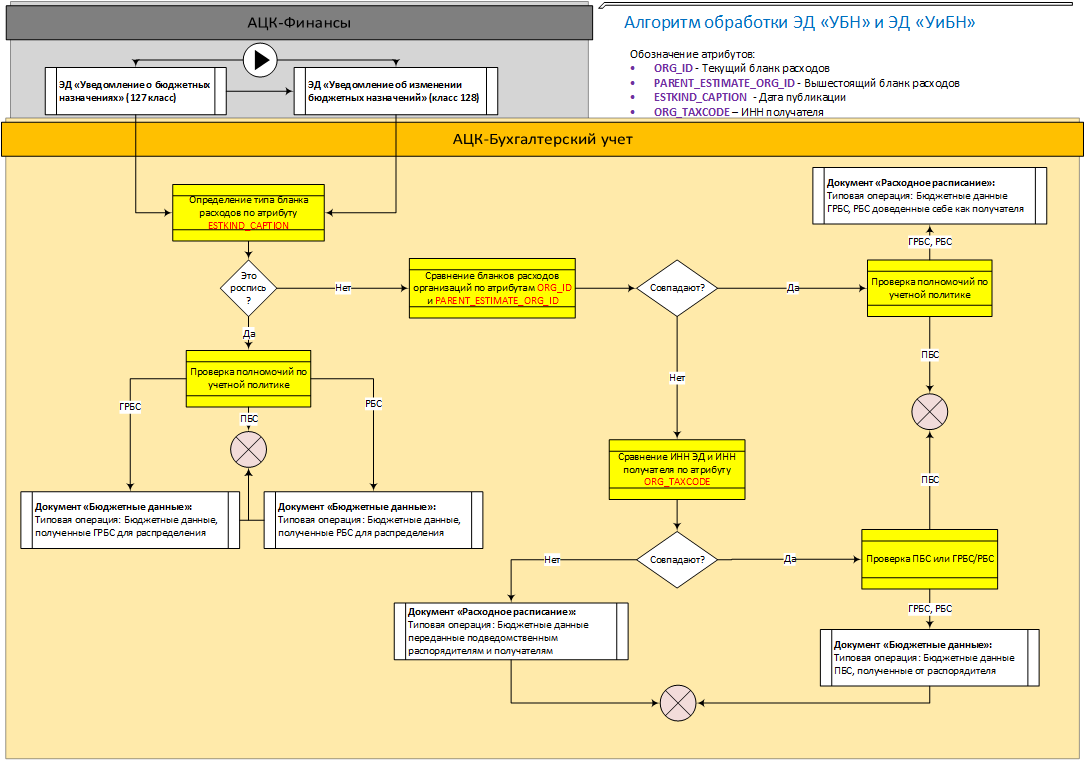 АЦК-Финансы
Алгоритм обработки ЭД «УБН» и ЭД «УиБН»
Обозначение атрибутов:
• ORG_ID - Текущий бланк расходов
• PARENT_ESTIMATE_ORG_ID - Вышестоящий бланк расходов
• ESTKIND_CAPTION - Дата публикации
• ORG_TAXCODE – ИНН получателя
ЭД «Уведомление о бюджетных
назначениях» (127 класс)
ЭД «Уведомление об изменении
бюджетных назначений» (класс 128)
АЦК-Бухгалтерский учет
Определение типа бланка
расходов по атрибуту
ESTKIND_CAPTION
Документ «Расходное расписание»:
Типовая операция: Бюджетные данные
ГРБС, РБС доведенные себе как получателя
ГРБС, РБС
Это
роспись
?
Нет
Сравнение бланков расходов
организаций по атрибутам ORG_ID
и PARENT_ESTIMATE_ORG_ID
Совпадают?
Да
Проверка полномочий по
учетной политике
Да
ПБС
Проверка полномочий по
учетной политике
Нет
ГРБС
ПБС
РБС
Сравнение ИНН ЭД и ИНН
получателя по атрибуту
ORG_TAXCODE
ПБС
Документ «Бюджетные данные»:
Типовая операция: Бюджетные данные,
полученные ГРБС для распределения
Документ «Бюджетные данные»:
Типовая операция: Бюджетные данные,
полученные РБС для распределения
Нет
Совпадают?
Да
Проверка ПБС или ГРБС/РБС
ГРБС, РБС
Документ «Расходное расписание»:
Типовая операция: Бюджетные данные
переданные подведомственным
распорядителям и получателям
Документ «Бюджетные данные»:
Типовая операция: Бюджетные данные
ПБС, полученные от распорядителя